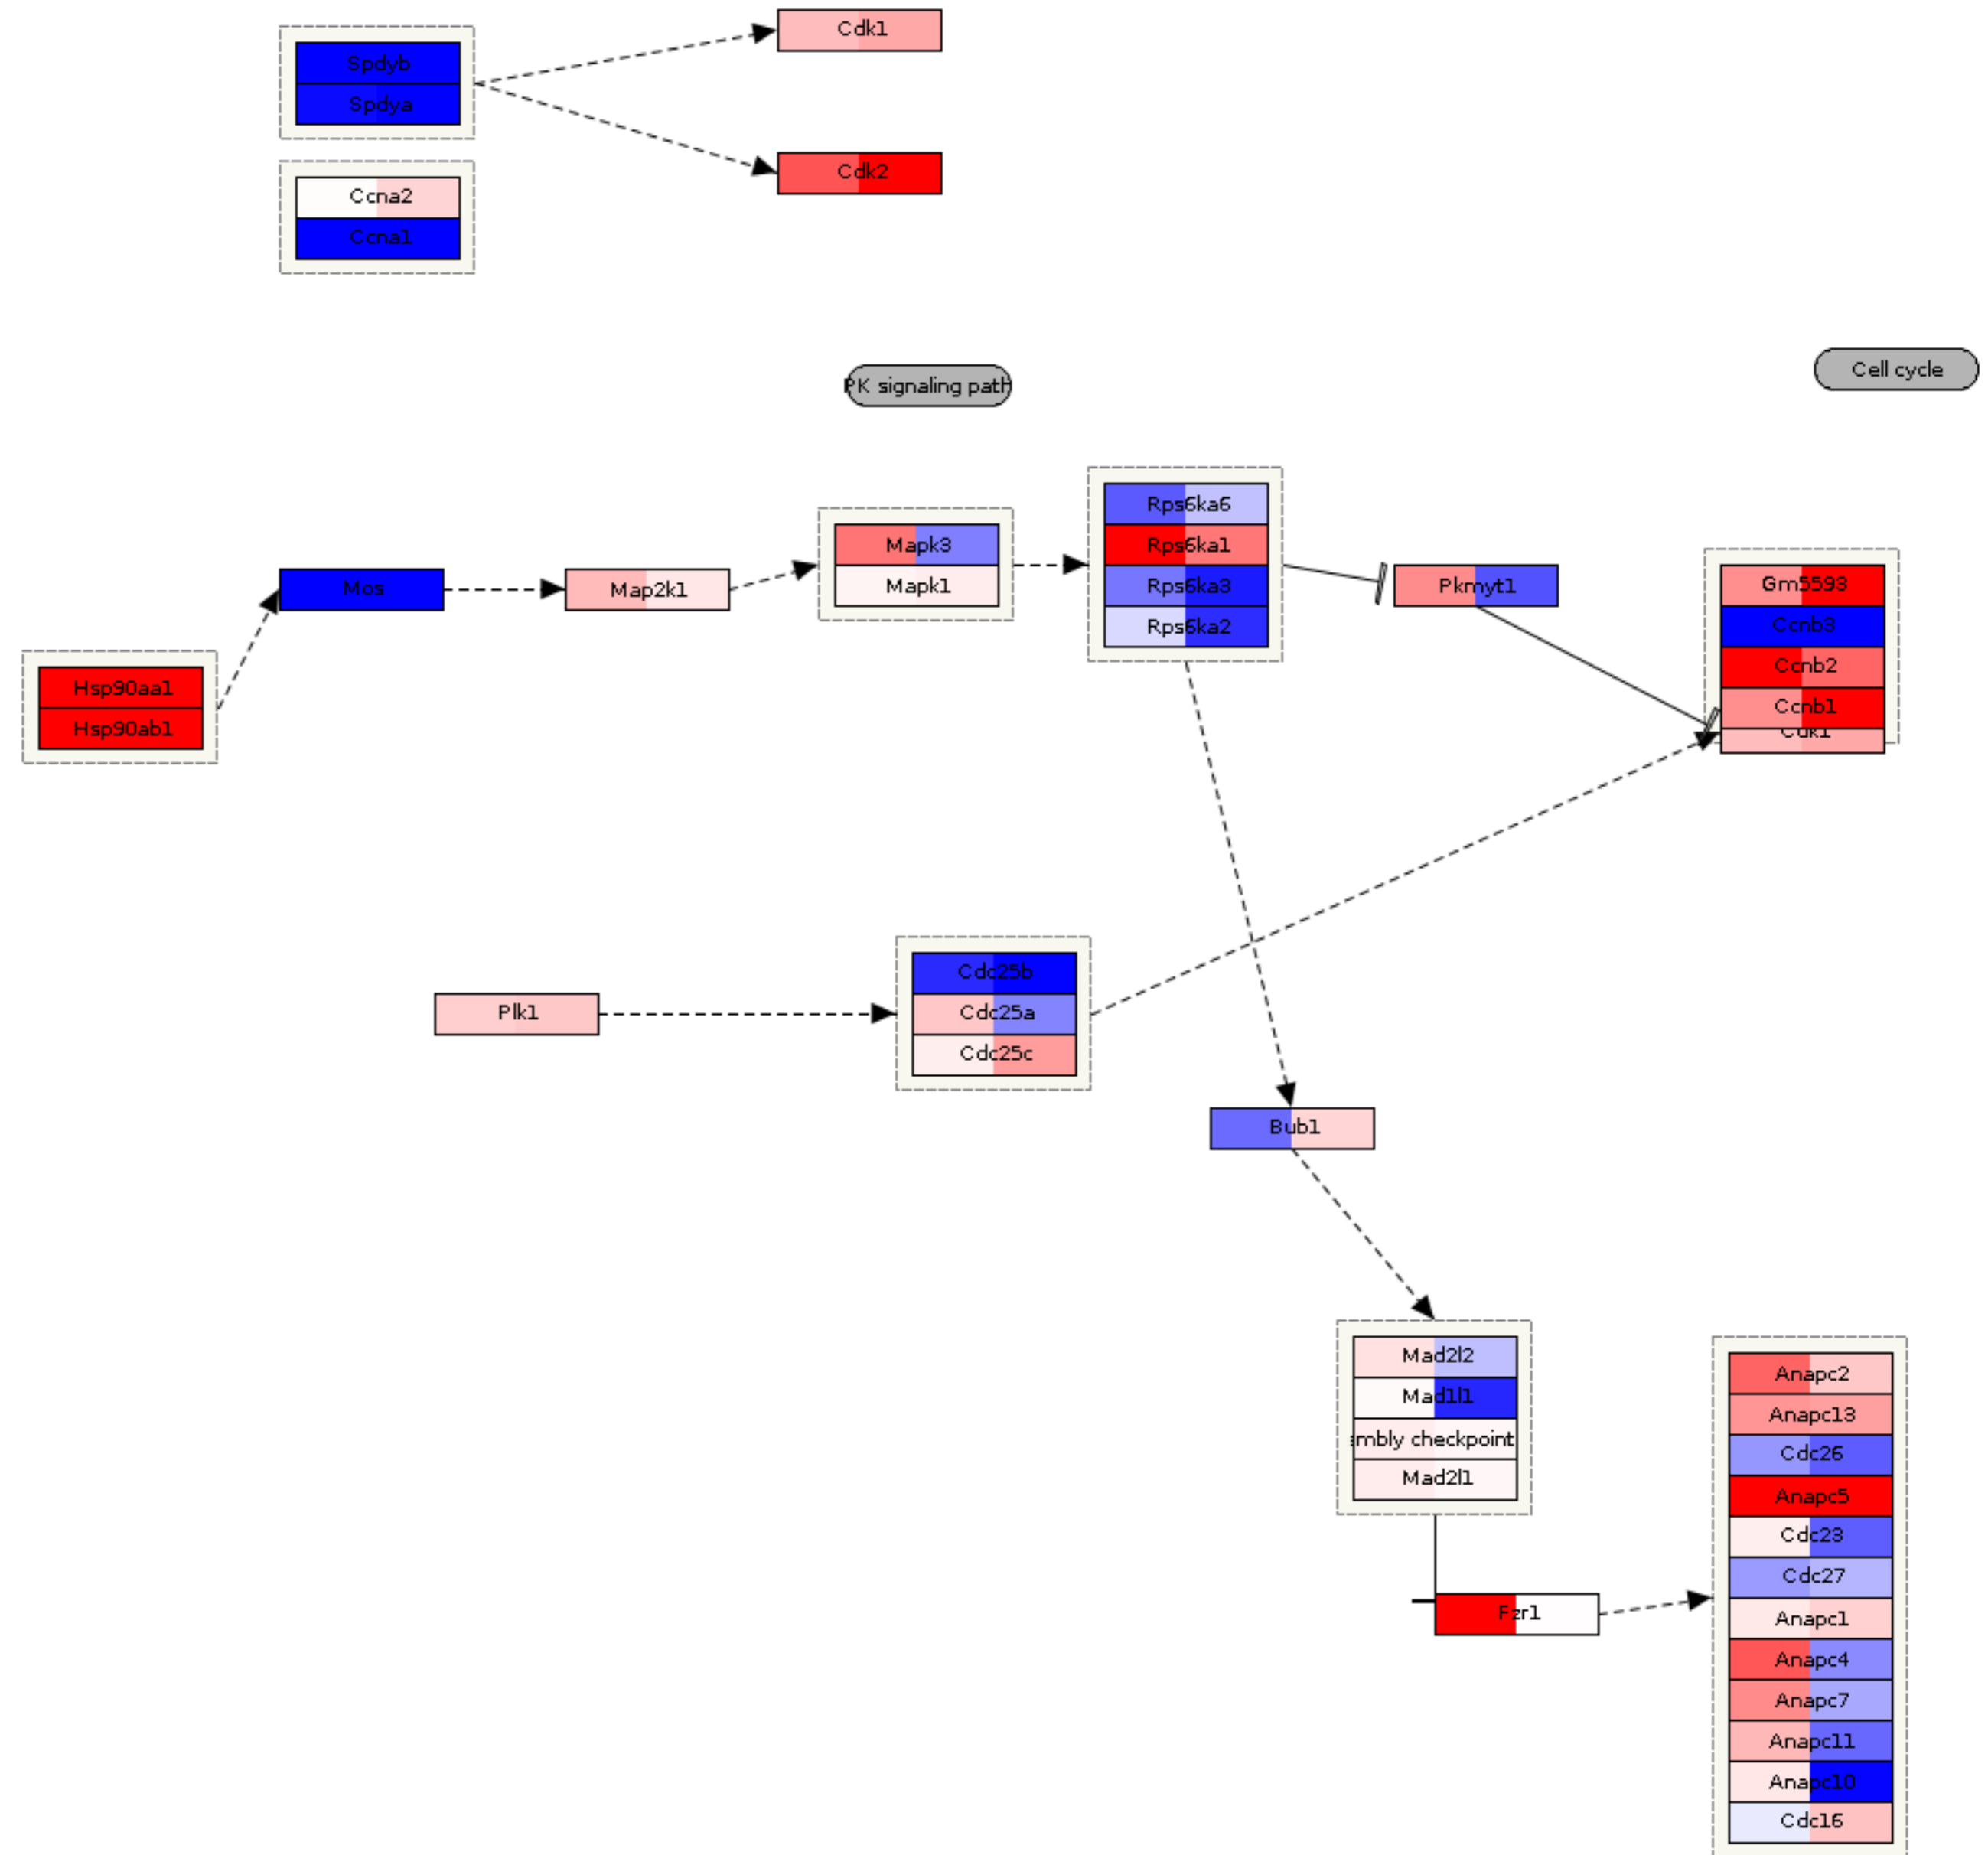 Cdk1
Spdyb
Spdya
Cdk2
Ccna2
Ccna1
Cell cycle
PK signaling path
Rps6ka6
Rps6ka1
Rps6ka3
Rps6ka2
Mapk3
Mapk1
Mos
Map2k1
Pkmyt1
Gm5593
Ccnb3
Ccnb2
Ccnb1
Cdk1
Hsp90aa1
Hsp90ab1
Cdc25b
Cdc25a
Cdc25c
Plk1
Bub1
Mad2l2
Mad1l1
embly checkpoint
Mad2l1
Fzr1
Anapc2
Anapc13
Cdc26
Anapc5
Cdc23
Cdc27
Anapc1
Anapc4
Anapc7
Anapc11
Anapc10
Cdc16